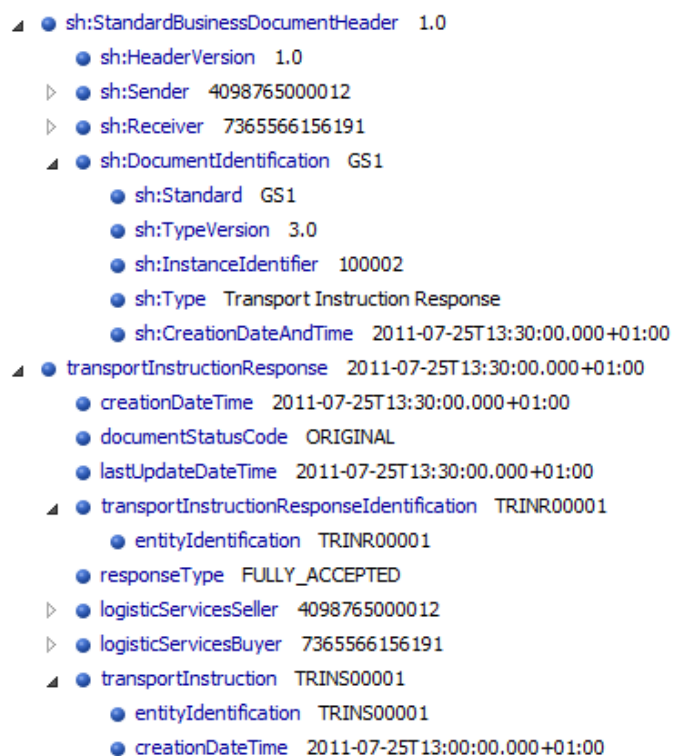 sh:StandardBusinessDocumentHeader 1.0
sh:HeaderVersion 1.0
sh:Sender 4098765000012
sh:Receiver 7365566156191
sh:DocumentIdentification GS1
sh:Standard GS1
sh:TypeVersion 3.0
sh:InstanceIdentifier 100002
sh:Type Transport Instruction Response
sh:CreationDateAndTime 2011-07-25T13:30:00.000+01:00
transportInstructionResponse 2011-07-25T13:30:00.000+01:00
creationDateTime 2011-07-25T13:30:00.000+01:00
documentStatusCode ORIGINAL
lastUpdateDateTime 2011-07-25T13:30:00.000+01:00
transportInstructionResponseIdentification TRINR00001
entityIdentification TRINR00001
responseType FULLY_ACCEPTED
logisticServicesSeller 4098765000012
logisticServicesBuyer 7365566156191
transportInstruction TRINS00001
entityIdentification TRINS00001
creationDateTime 2011-07-25T13:00:00.000+01:00